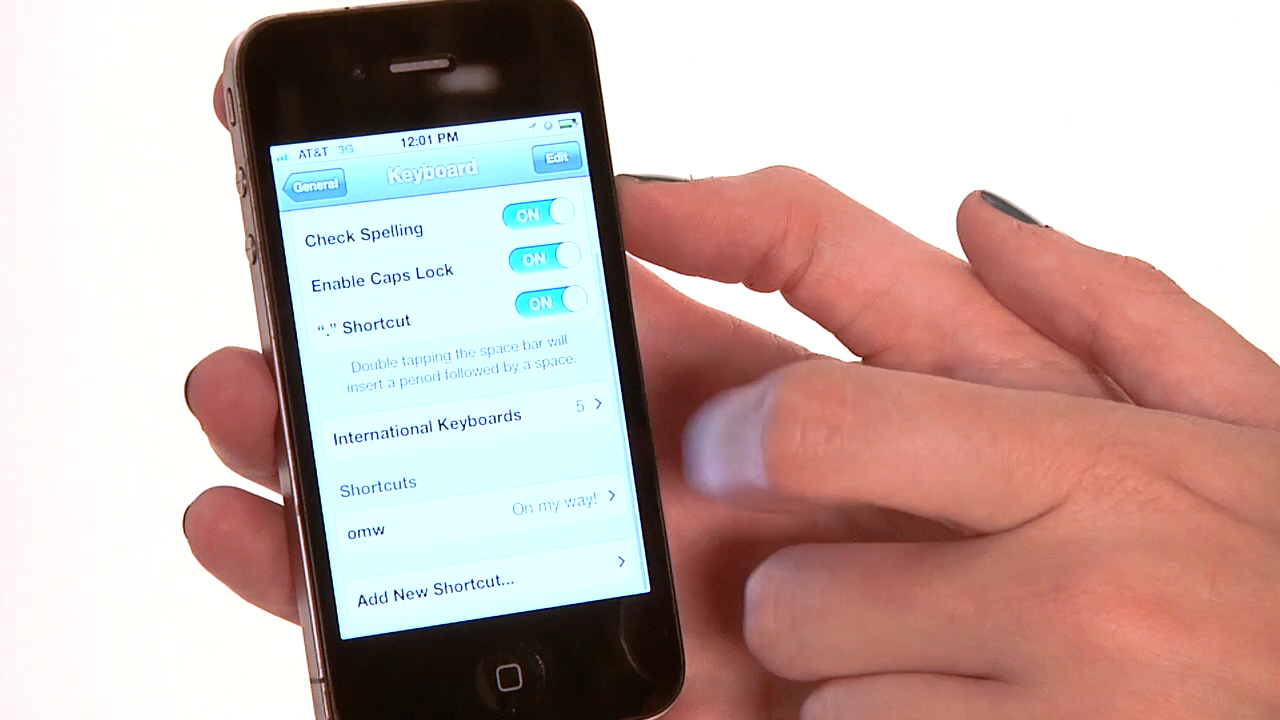 AT&T 3G 12:01 PM
General Keyboard Edit
Check Spelling ON
Enable Caps Lock ON
“.” Shortcut ON
Double tapping the space bar will
insert a period followed by a space.
International Keyboards 5
Shortcuts
omw On my way!
Add New Shortcut...